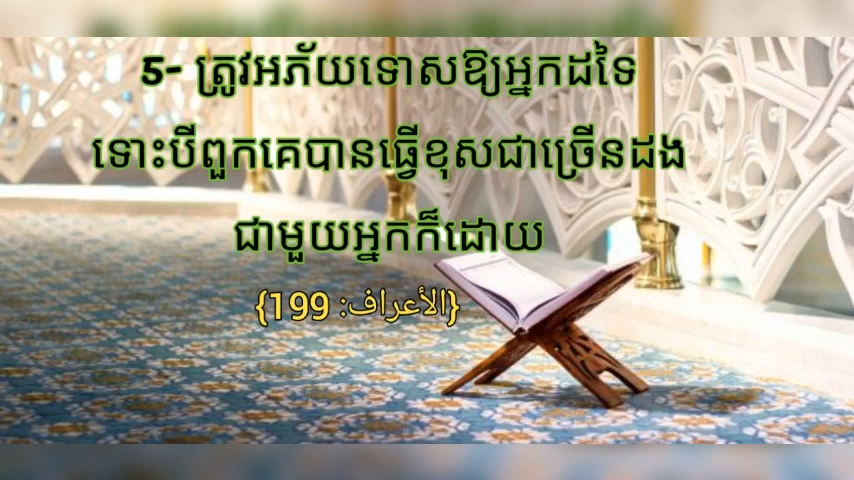 5- ត្រូវអភ័យទោសឱ្យអ្នកដទៃ
ទោះបីពួកគេបានធ្វើខុសជាច្រើនដង
ជាមួយអ្នកក៏ដោយ
{الأعراف: 199}